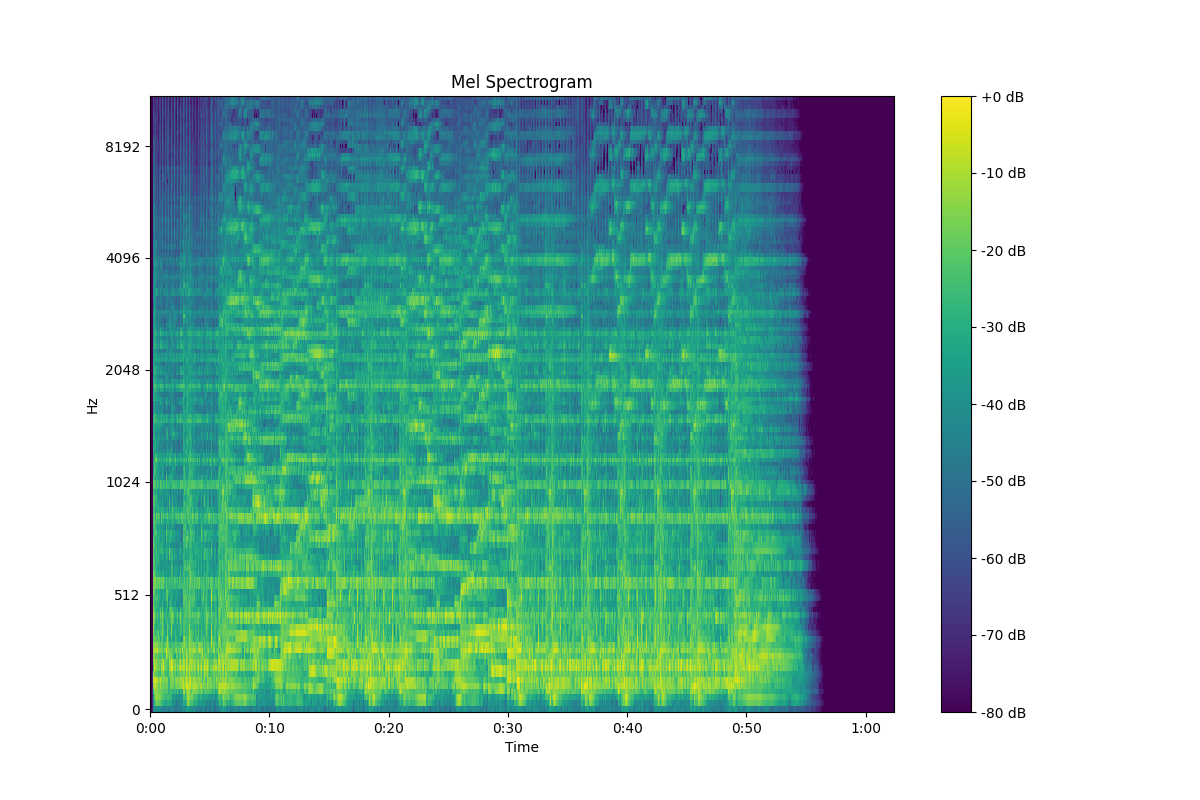 Mel Spectrogram
8192
4096
2048
1024
512
0
Hz
0:00 0:10 0:20 0:30 0:40 0:50 1:00
Time
+0 dB
-10 dB
-20 dB
-30 dB
-40 dB
-50 dB
-60 dB
-70 dB
-80 dB